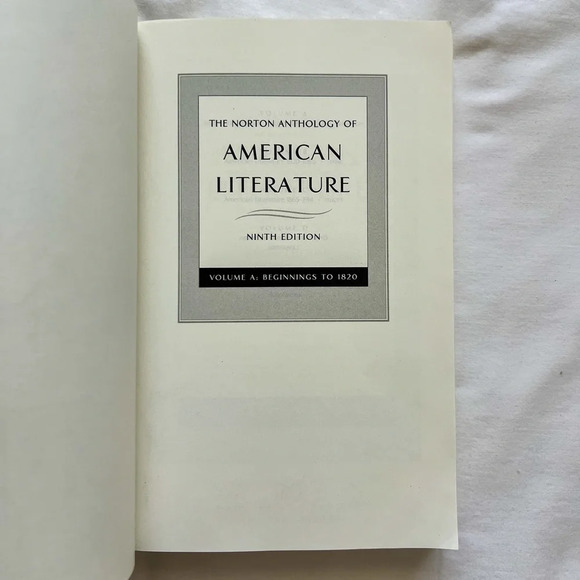 THE NORTON ANTHOLOGY OF
AMERICAN
LITERATURE
NINTH EDITION
VOLUME A: BEGINNINGS TO 1820